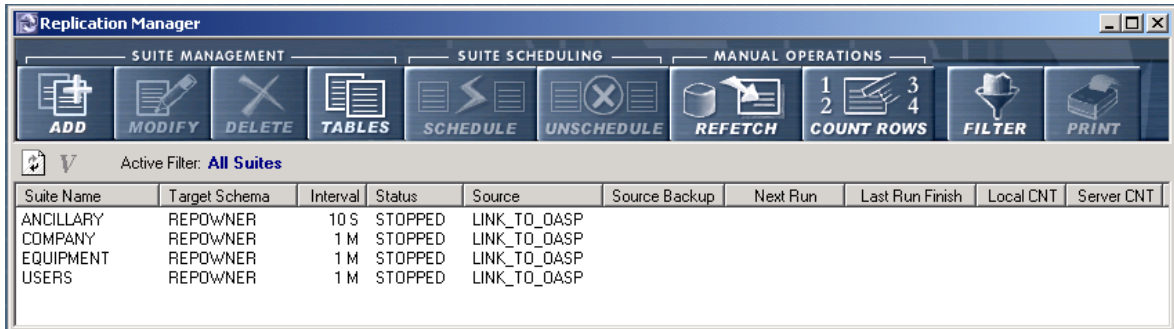 Replication Manager
SUITE MANAGEMENT SUITE SCHEDULING MANUAL OPERATIONS
1 2 3 4
ADD MODIFY DELETE TABLES SCHEDULE UNSCHEDULE REFETCH COUNT ROWS FILTER PRINT
V Active Filter: All Suites
Suite Name Target Schema Interval Status Source Source Backup Next Run Last Run Finish Local CNT Server CNT
ANCILLARY REPOWNER 10 S STOPPED LINK_TO_OASP
COMPANY REPOWNER 1 M STOPPED LINK_TO_OASP
EQUIPMENT REPOWNER 1 M STOPPED LINK_TO_OASP
USERS REPOWNER 1 M STOPPED LINK_TO_OASP